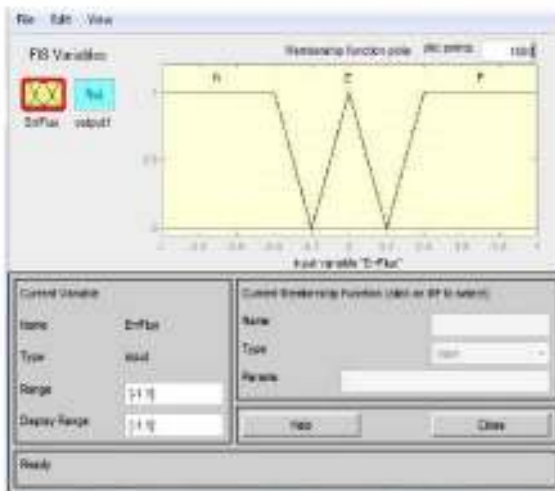 File Edit View
FIS Variables
Membership function plots plot points:
ErrFlux output1
f(u)
N Z P
1
0.5
0
-1 -0.8 -0.6 -0.4 -0.2 0 0.2 0.4 0.6 0.8 1
input variable "ErrFlux"
Current Variable
Name ErrFlux
Type input
Range [-1 1]
Display Range [-1 1]
Current Membership Function (click on MF to select)
Name
Type
Params
Help Close
Ready